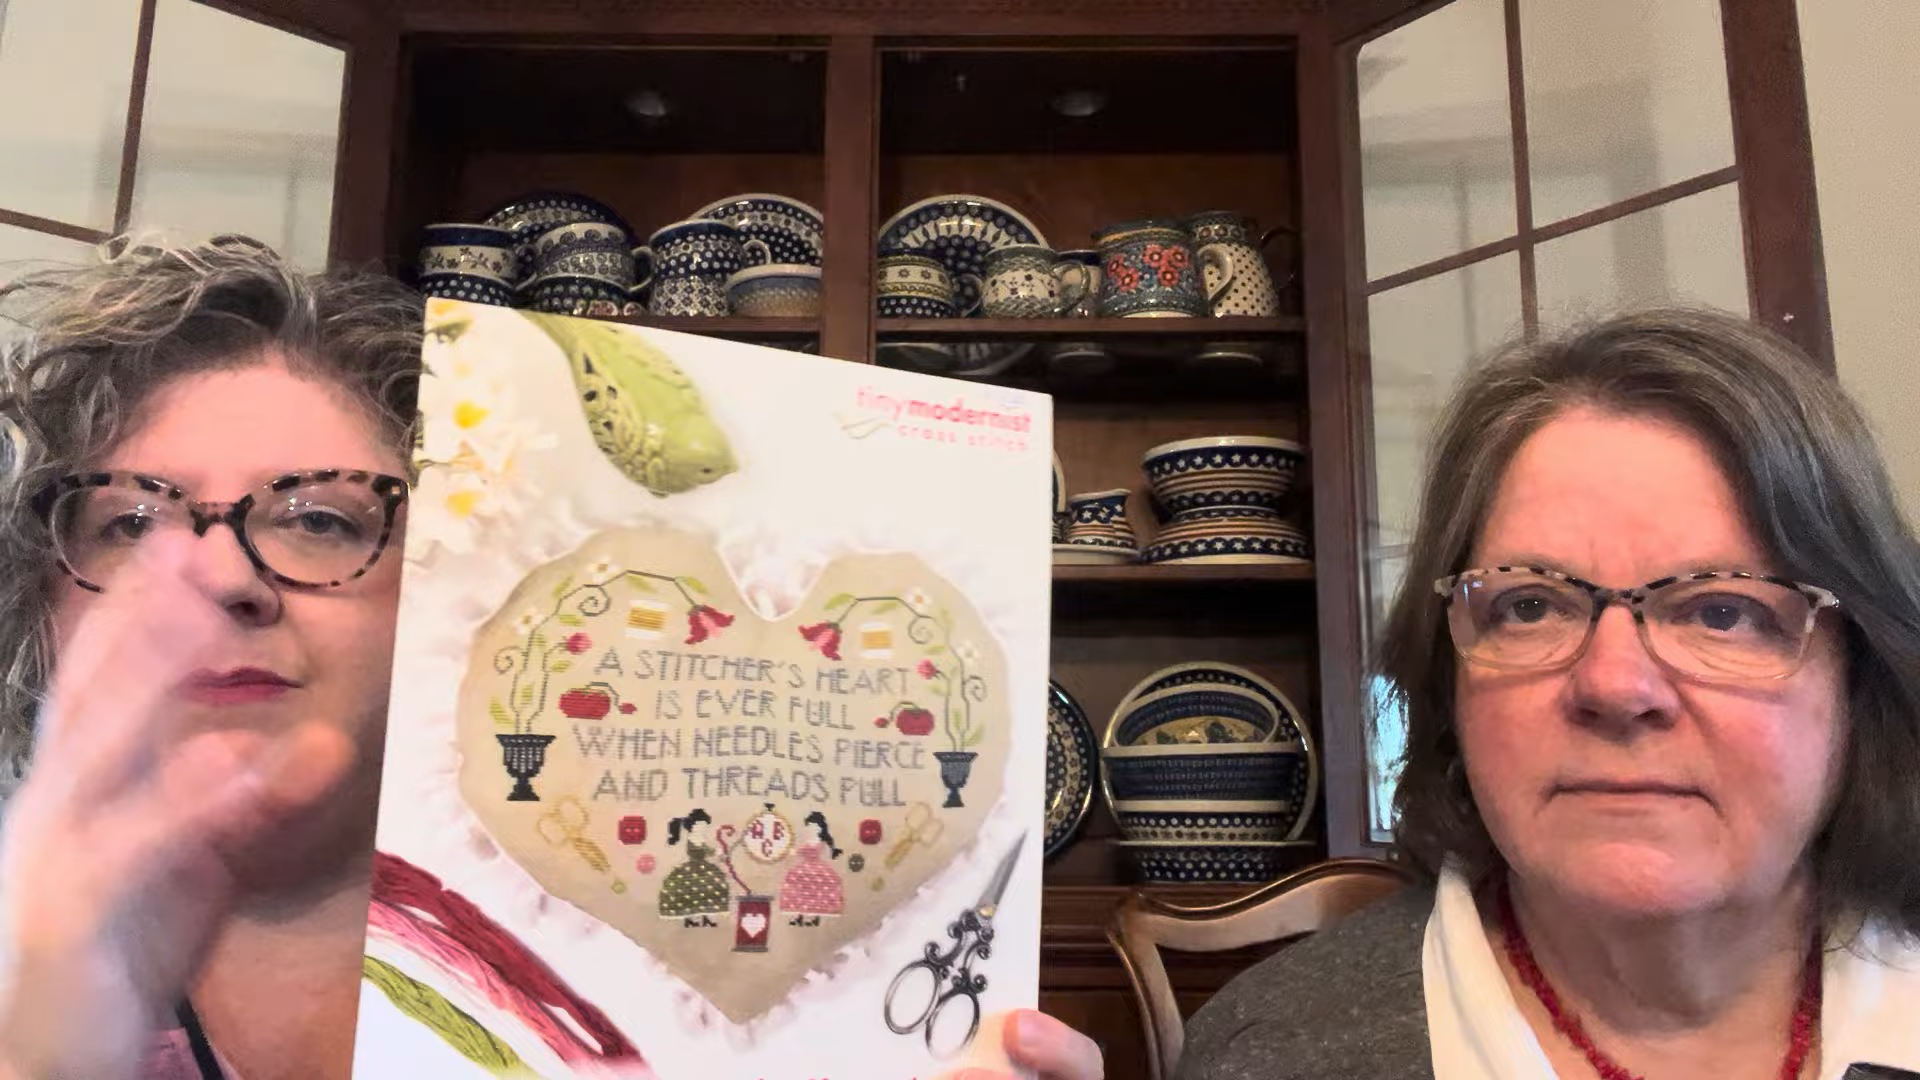 tinymodernist
cross stitch
A STITCHER'S HEART
IS EVER FULL
WHEN NEEDLES PIERCE
AND THREADS PULL
A B
C